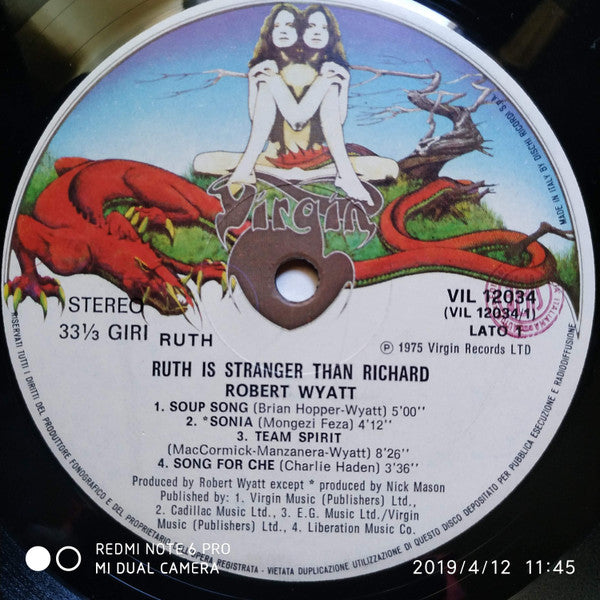 Virgin
MADE IN ITALY BY DISCHI RICORDI S.p.A.
STEREO
33⅓ GIRI RUTH
VIL 12034
(VIL 12034/1)
LATO 1
℗ 1975 Virgin Records LTD
RUTH IS STRANGER THAN RICHARD
ROBERT WYATT
1. SOUP SONG (Brian Hopper-Wyatt) 5'00''
2. *SONIA (Mongezi Feza) 4'12''
3. TEAM SPIRIT
(MacCormick-Manzanera-Wyatt) 8'26''
4. SONG FOR CHE (Charlie Haden) 3'36''
Produced by Robert Wyatt except * produced by Nick Mason
Published by: 1. Virgin Music (Publishers) Ltd.,
2. Cadillac Music Ltd., 3. E.G. Music Ltd./Virgin
Music (Publishers) Ltd., 4. Liberation Music Co.
RISERVATI TUTTI I DIRITTI DEL PRODUTTORE FONOGRAFICO E DEL PROPRIETARIO OPERA REGISTRATA - VIETATA DUPLICAZIONE UTILIZZAZIONE DI QUESTO DISCO DEPOSITATO PER PUBBLICA ESECUZIONE E RADIODIFFUSIONE
REDMI NOTE 6 PRO
MI DUAL CAMERA
2019/4/12 11:45